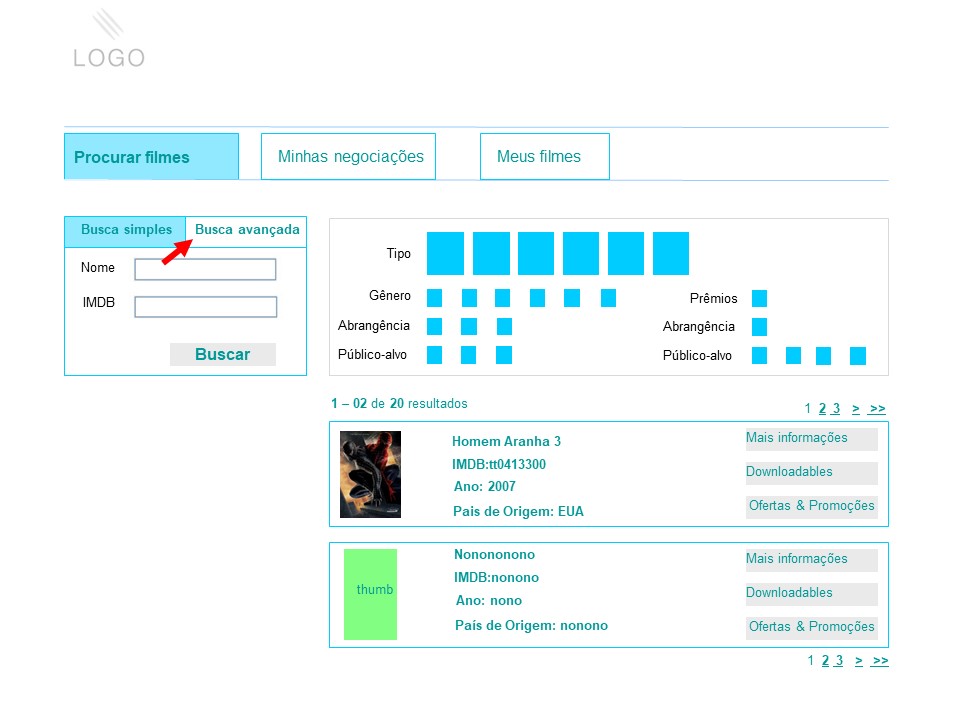 LOGO
Procurar filmes
Minhas negociações
Meus filmes
Busca simples
Busca avançada
Nome
IMDB
Buscar
Tipo
Gênero
Abrangência
Público-alvo
Prêmios
Abrangência
Público-alvo
1 – 02 de 20 resultados
1 2 3 > >>
Homem Aranha 3
IMDB:tt0413300
Ano: 2007
País de Origem: EUA
Mais informações
Downloadables
Ofertas & Promoções
thumb
Nonononono
IMDB:nonono
Ano: nono
País de Origem: nonono
Mais informações
Downloadables
Ofertas & Promoções
1 2 3 > >>